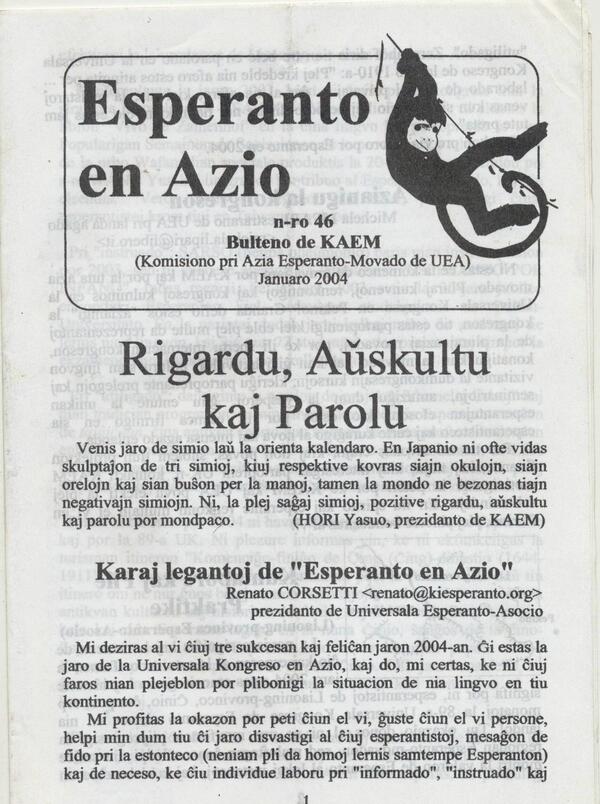 Esperanto
en Azio
n-ro 46
Bulteno de KAEM
(Komisiono pri Azia Esperanto-Movado de UEA)
Januaro 2004
Rigardu, Aŭskultu
kaj Parolu
Venis jaro de simio laŭ la orienta kalendaro. En Japanio ni ofte vidas
skulptaĵon de tri simioj, kiuj respektive kovras siajn okulojn, siajn
orelojn kaj sian buŝon per la manoj, tamen la mondo ne bezonas tiajn
negativajn simiojn. Ni, la plej saĝaj simioj, pozitive rigardu, aŭskultu
kaj parolu por mondpaco. (HORI Yasuo, prezidanto de KAEM)
Karaj legantoj de "Esperanto en Azio"
Renato CORSETTI <renato@kiesperanto.org>
prezidanto de Universala Esperanto-Asocio
Mi deziras al vi ĉiuj tre sukcesan kaj feliĉan jaron 2004-an. Ĝi estas la
jaro de la Universala Kongreso en Azio, kaj do, mi certas, ke ni ĉiuj
faros nian plejeblon por plibonigi la situacion de nia lingvo en tiu
kontinento.
Mi profitas la okazon por peti ĉiun el vi, ĝuste ĉiun el vi persone,
helpi min dum tiu ĉi jaro disvastigi al ĉiuj esperantistoj, mesaĝon de
fido pri la estonteco (neniam pli da homoj lernis samtempe Esperanton)
kaj de neceso, ke ĉiu individue laboru pri "informado", "instruado" kaj
1